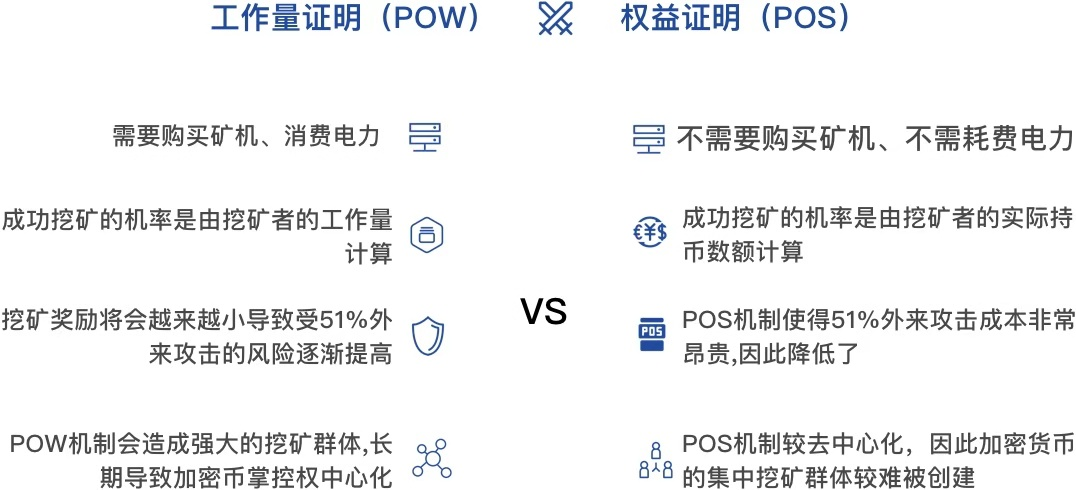 工作量证明（POW）
权益证明（POS）
需要购买矿机、消费电力
不需要购买矿机、不需耗费电力
成功挖矿的机率是由挖矿者的工作量
计算
成功挖矿的机率是由挖矿者的实际持
币数额计算
挖矿奖励将会越来越小导致受51%外
来攻击的风险逐渐提高
VS
POS
POS机制使得51%外来攻击成本非常
昂贵,因此降低了
POW机制会造成强大的挖矿群体,长
期导致加密币掌控权中心化
POS机制较去中心化，因此加密货币
的集中挖矿群体较难被创建